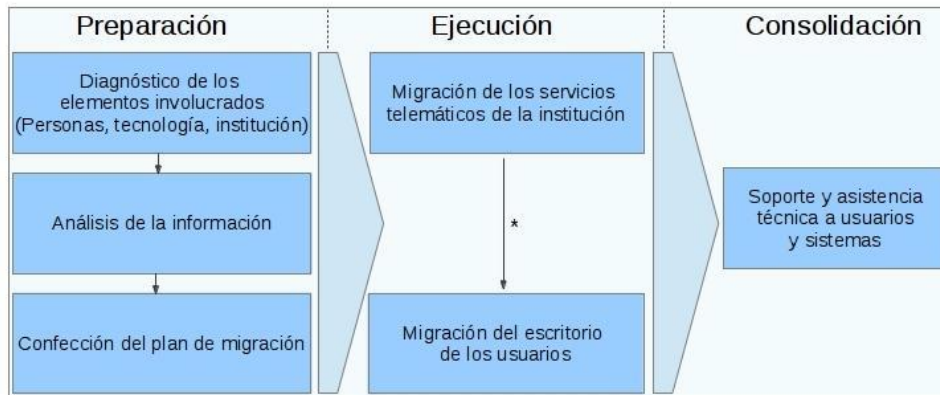 Preparación
Diagnóstico de los
elementos involucrados
(Personas, tecnología, institución)
Análisis de la información
Confección del plan de migración
Ejecución
Migración de los servicios
telemáticos de la institución
*
Migración del escritorio
de los usuarios
Consolidación
Soporte y asistencia
técnica a usuarios
y sistemas